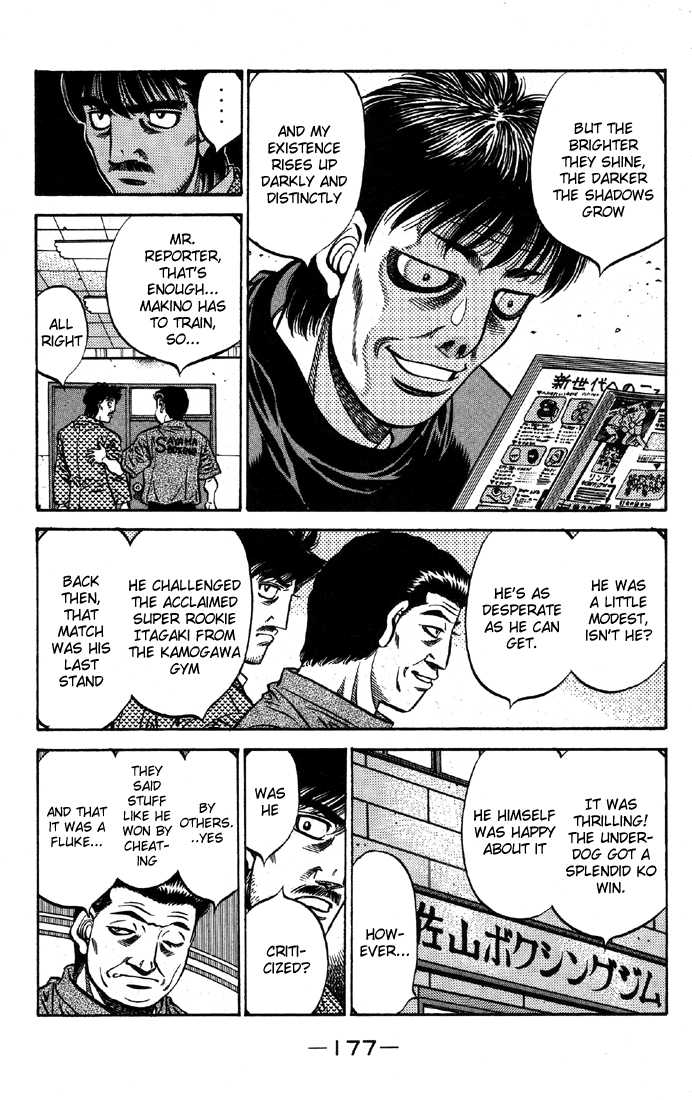 BUT THE
BRIGHTER
THEY SHINE,
THE DARKER
THE SHADOWS
GROW
AND MY
EXISTENCE
RISES UP
DARKLY AND
DISTINCTLY
新世代への
リング
....
MR.
REPORTER,
THAT'S
ENOUGH...
MAKINO HAS
TO TRAIN,
SO...
ALL
RIGHT
SAYAMA
BOXING
HE WAS
A LITTLE
MODEST,
ISN'T HE?
HE'S AS
DESPERATE
AS HE CAN
GET.
HE CHALLENGED
THE ACCLAIMED
SUPER ROOKIE
ITAGAKI FROM
THE KAMOGAWA
GYM
BACK
THEN,
THAT
MATCH
WAS HIS
LAST
STAND
IT WAS
THRILLING!
THE UNDER-
DOG GOT A
SPLENDID KO
WIN.
HE HIMSELF
WAS HAPPY
ABOUT IT
HOW-
EVER...
佐山ボクシングジム
WAS
HE
CRITI-
CIZED?
BY
OTHERS.
..YES
THEY
SAID
STUFF
LIKE HE
WON BY
CHEAT-
ING
AND THAT
IT WAS A
FLUKE...
—177—